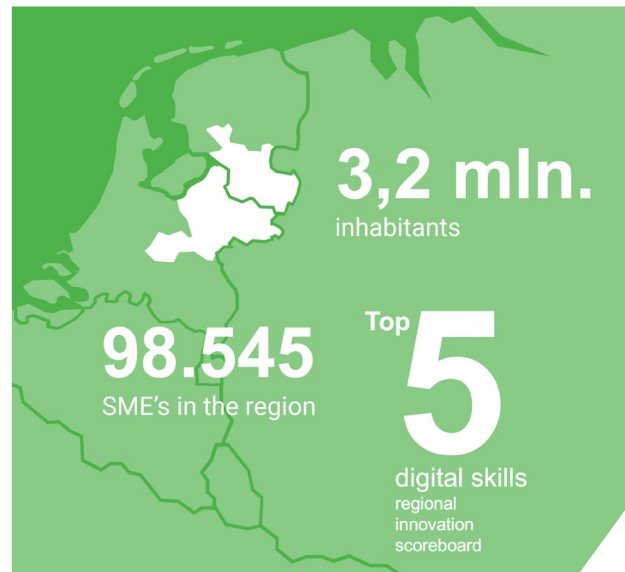 3,2 mln.
inhabitants
98.545
SME's in the region
Top
5
digital skills
regional
innovation
scoreboard